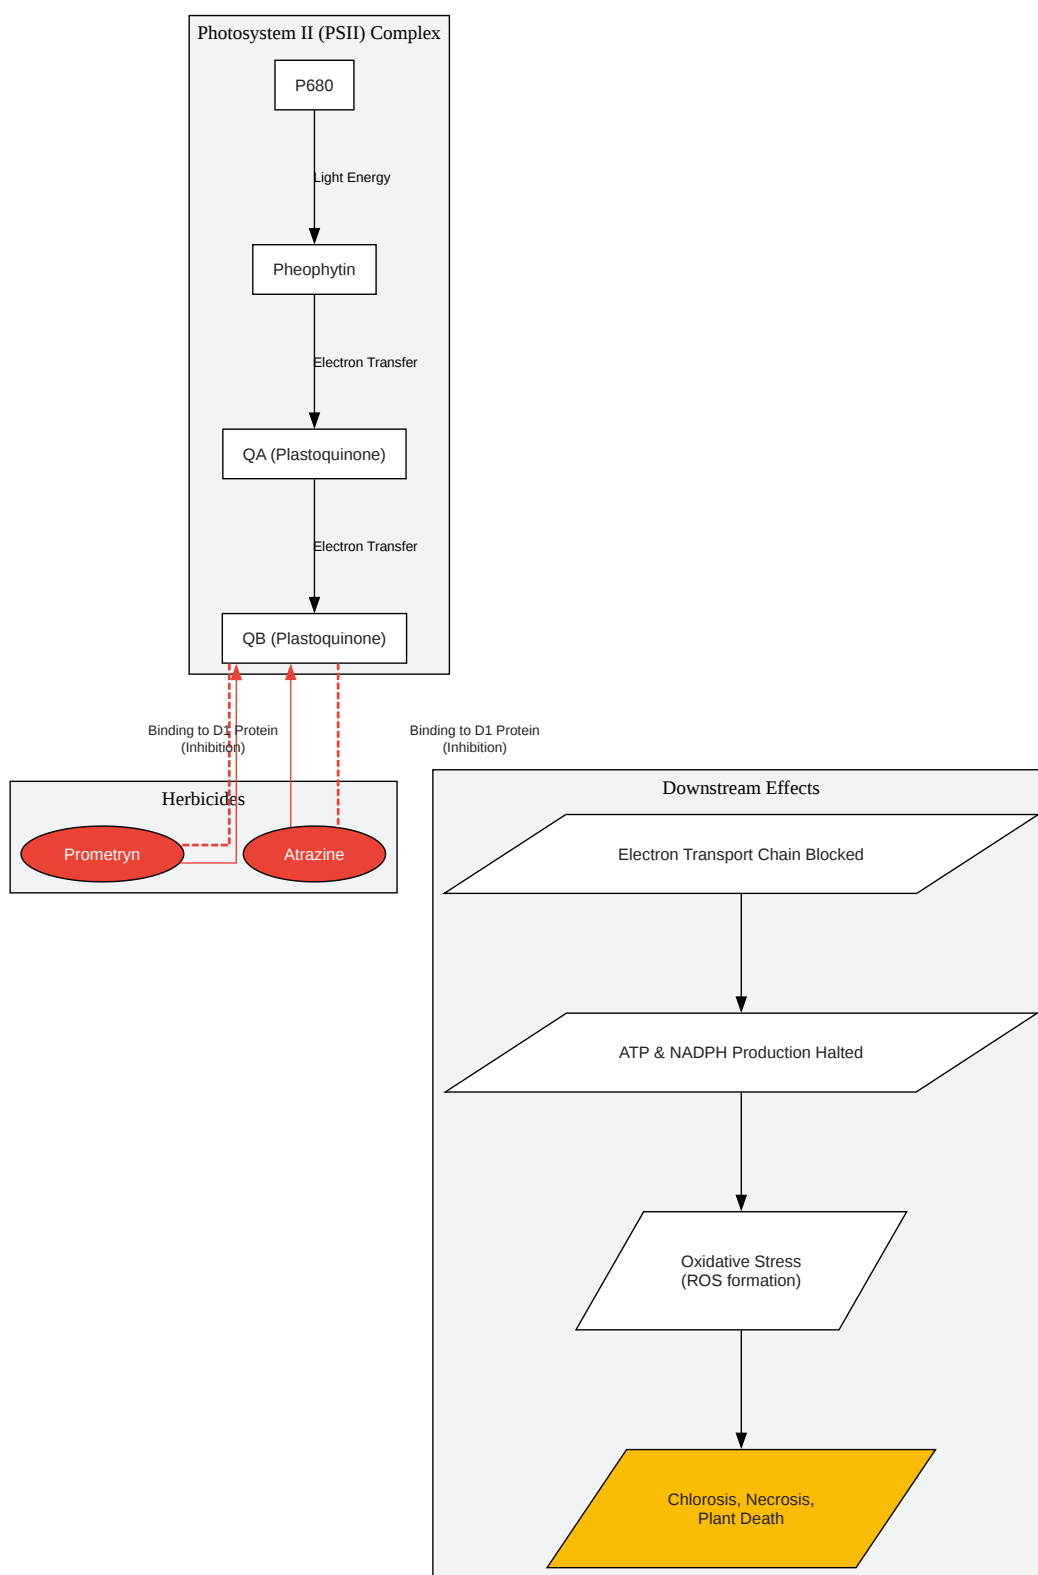 Photosystem II (PSII) Complex
P680
Light Energy
Pheophytin
Electron Transfer
QA (Plastoquinone)
Electron Transfer
QB (Plastoquinone)
Binding to D1 Protein
(Inhibition)
Binding to D1 Protein
(Inhibition)
Herbicides
Prometryn
Atrazine
Downstream Effects
Electron Transport Chain Blocked
ATP & NADPH Production Halted
Oxidative Stress
(ROS formation)
Chlorosis, Necrosis,
Plant Death